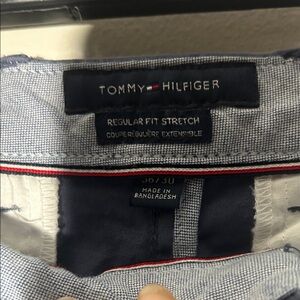 TOMMY HILFIGER
REGULAR FIT STRETCH
COUPE RÉGULIÈRE EXTENSIBLE
36/30
MADE IN
BANGLADESH